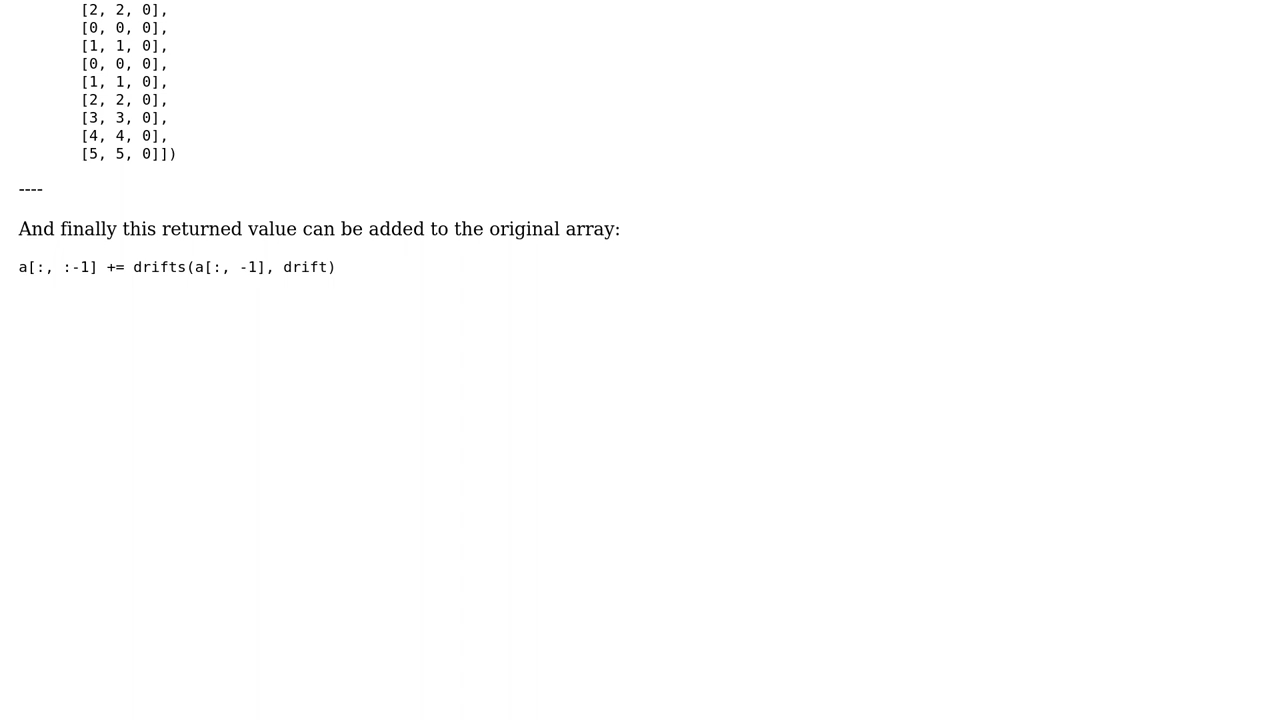 [2, 2, 0],
[0, 0, 0],
[1, 1, 0],
[0, 0, 0],
[1, 1, 0],
[2, 2, 0],
[3, 3, 0],
[4, 4, 0],
[5, 5, 0]])
----
And finally this returned value can be added to the original array:
a[:, :-1] += drifts(a[:, -1], drift)